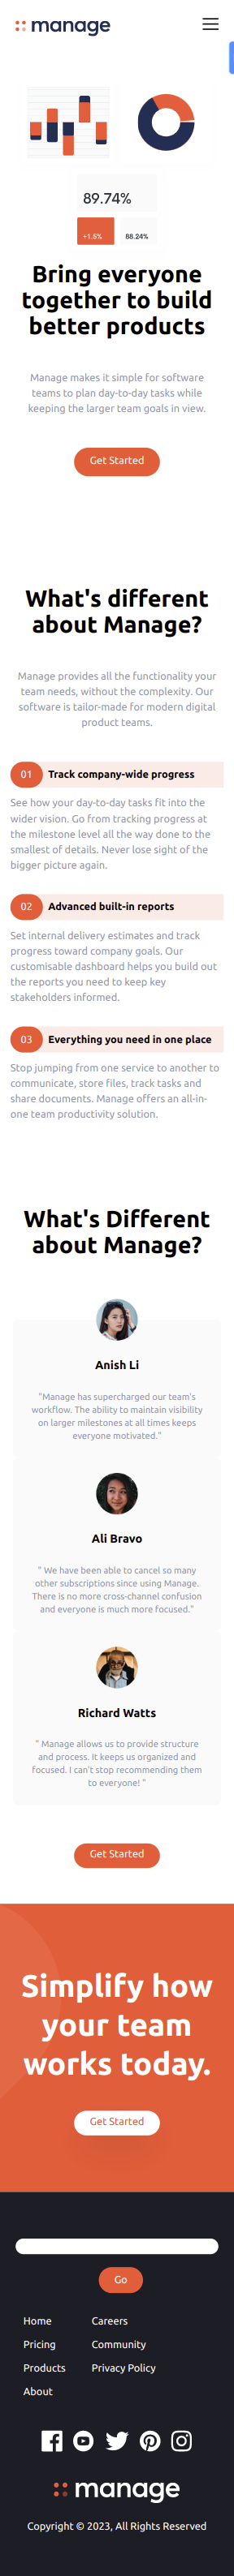 manage
89.74%
+1.5%
88.24%
Bring everyone
together to build
better products
Manage makes it simple for software
teams to plan day-to-day tasks while
keeping the larger team goals in view.
Get Started
What's different
about Manage?
Manage provides all the functionality your
team needs, without the complexity. Our
software is tailor-made for modern digital
product teams.
01 Track company-wide progress
See how your day-to-day tasks fit into the
wider vision. Go from tracking progress at
the milestone level all the way done to the
smallest of details. Never lose sight of the
bigger picture again.
02 Advanced built-in reports
Set internal delivery estimates and track
progress toward company goals. Our
customisable dashboard helps you build out
the reports you need to keep key
stakeholders informed.
03 Everything you need in one place
Stop jumping from one service to another to
communicate, store files, track tasks and
share documents. Manage offers an all-in-
one team productivity solution.
What's Different
about Manage?
Anish Li
"Manage has supercharged our team's
workflow. The ability to maintain visibility
on larger milestones at all times keeps
everyone motivated."
Ali Bravo
" We have been able to cancel so many
other subscriptions since using Manage.
There is no more cross-channel confusion
and everyone is much more focused."
Richard Watts
" Manage allows us to provide structure
and process. It keeps us organized and
focused. I can't stop recommending them
to everyone! "
Get Started
Simplify how
your team
works today.
Get Started
Go
Home Careers
Pricing Community
Products Privacy Policy
About
manage
Copyright © 2023, All Rights Reserved